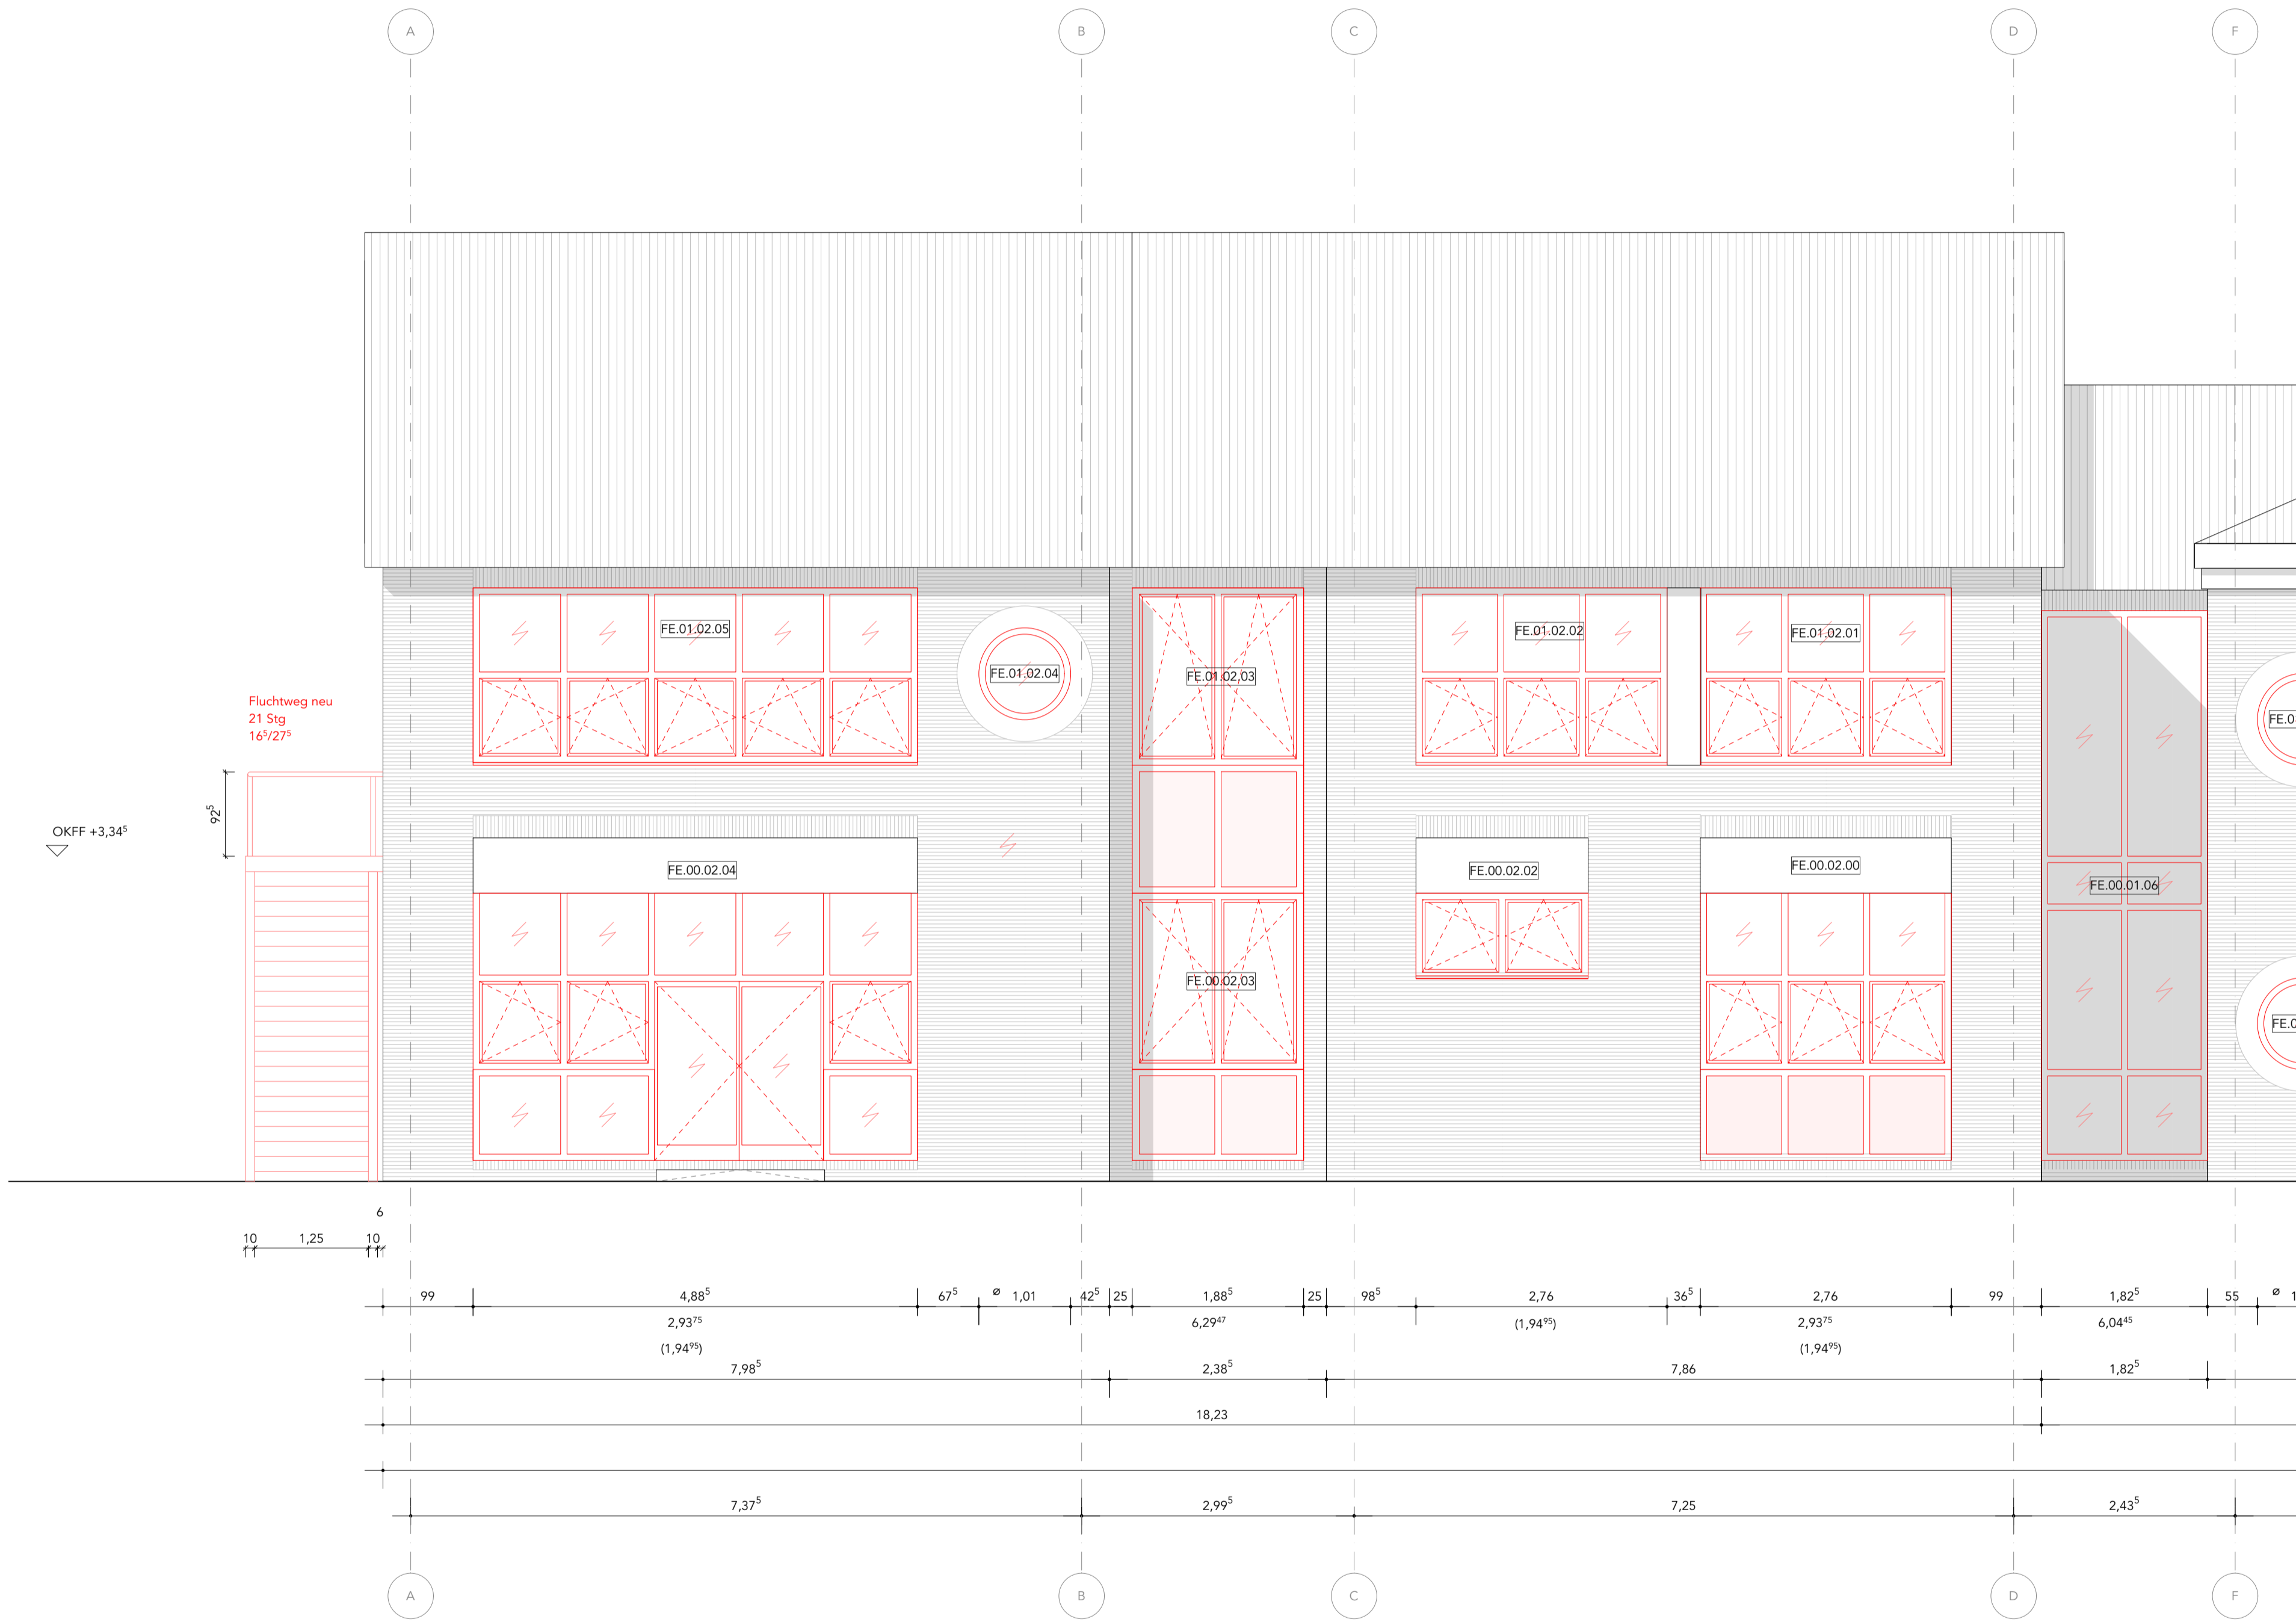 A B C D F
FE.01.02.05
FE.01.02.04
FE.01.02.03
FE.01.02.02
FE.01.02.01
Fluchtweg neu
21 Stg
16⁵/27⁵
92⁵
OKFF +3,34⁵
FE.00.02.04
FE.00.02.02
FE.00.02.00
FE.00.01.06
FE.00.02.03
6
10 1,25 10
99 4,88⁵ 67⁵ ⌀ 1,01 42⁵ 25 1,88⁵ 25 98⁵ 2,76 36⁵ 2,76 99 1,82⁵ 55 ⌀
2,93⁷⁵ 6,29⁴⁷ (1,94⁹⁵) 2,93⁷⁵ 6,04⁴⁵
(1,94⁹⁵) (1,94⁹⁵)
7,98⁵ 2,38⁵ 7,86 1,82⁵
18,23
7,37⁵ 2,99⁵ 7,25 2,43⁵
A B C D F